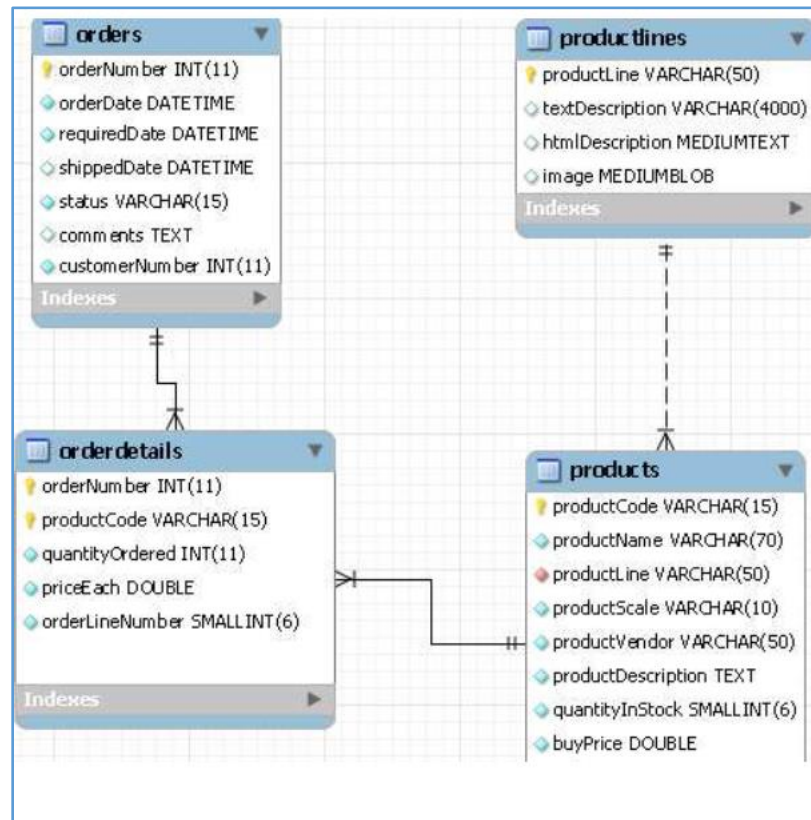 orders
orderNumber INT(11)
orderDate DATETIME
requiredDate DATETIME
shippedDate DATETIME
status VARCHAR(15)
comments TEXT
customerNumber INT(11)
Indexes
productlines
productLine VARCHAR(50)
textDescription VARCHAR(4000)
htmlDescription MEDIUMTEXT
image MEDIUMBLOB
Indexes
orderdetails
orderNumber INT(11)
productCode VARCHAR(15)
quantityOrdered INT(11)
priceEach DOUBLE
orderLineNumber SMALLINT(6)
Indexes
products
productCode VARCHAR(15)
productName VARCHAR(70)
productLine VARCHAR(50)
productScale VARCHAR(10)
productVendor VARCHAR(50)
productDescription TEXT
quantityInStock SMALLINT(6)
buyPrice DOUBLE